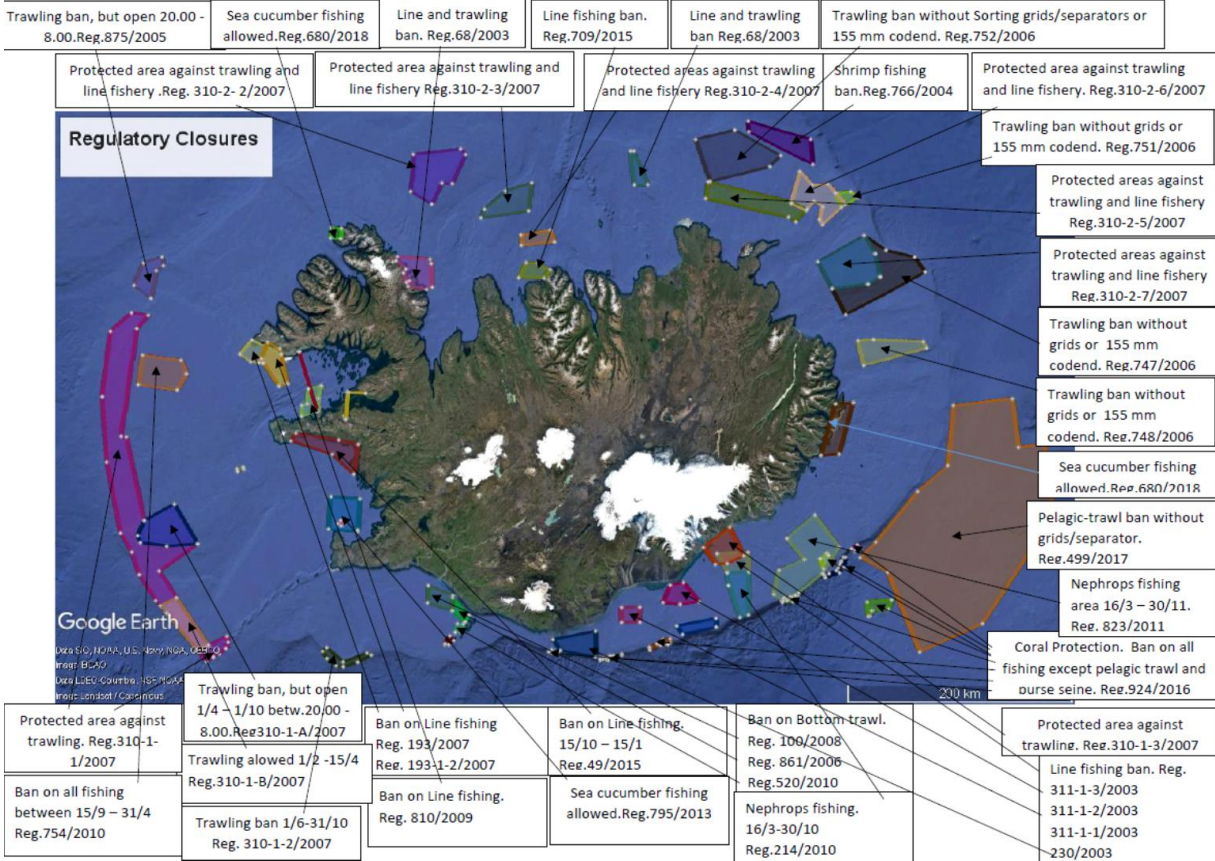 Trawling ban, but open 20.00 -
8.00.Reg.875/2005
Sea cucumber fishing
allowed.Reg.680/2018
Line and trawling
ban. Reg.68/2003
Line fishing ban.
Reg.709/2015
Line and trawling
ban Reg.68/2003
Trawling ban without Sorting grids/separators or
155 mm codend. Reg.752/2006
Protected area against trawling and
line fishery .Reg. 310-2- 2/2007
Protected area against trawling and
line fishery Reg.310-2-3/2007
Protected areas against trawling
and line fishery Reg.310-2-4/2007
Shrimp fishing
ban.Reg.766/2004
Protected area against trawling
and line fishery. Reg.310-2-6/2007
Regulatory Closures
Trawling ban without grids or
155 mm codend. Reg.751/2006
Protected areas against
trawling and line fishery
Reg.310-2-5/2007
Protected areas against
trawling and line fishery
Reg.310-2-7/2007
Trawling ban without
grids or 155 mm
codend. Reg.747/2006
Trawling ban without
grids or 155 mm
codend. Reg.748/2006
Sea cucumber fishing
allowed.Reg.680/2018
Pelagic-trawl ban without
grids/separator.
Reg.499/2017
Nephrops fishing
area 16/3 – 30/11.
Reg. 823/2011
Coral Protection. Ban on all
fishing except pelagic trawl and
purse seine. Reg.924/2016
Google Earth
Data SIO, NOAA, U.S. Navy, NGA, GEBCO
Image IBCAO
Data LDEO-Columbia, NSF, NOAA
Image Landsat / Copernicus
200 km
Protected area against
trawling. Reg.310-1-
1/2007
Trawling ban, but open
1/4 – 1/10 betw.20.00 -
8.00.Reg310-1-A/2007
Trawling alowed 1/2 -15/4
Reg.310-1-B/2007
Ban on all fishing
between 15/9 – 31/4
Reg.754/2010
Trawling ban 1/6-31/10
Reg. 310-1-2/2007
Ban on Line fishing
Reg. 193/2007
Reg. 193-1-2/2007
Ban on Line fishing.
Reg. 810/2009
Ban on Line fishing.
15/10 – 15/1
Reg.49/2015
Sea cucumber fishing
allowed.Reg.795/2013
Ban on Bottom trawl.
Reg. 100/2008
Reg. 861/2006
Reg.520/2010
Nephrops fishing.
16/3-30/10
Reg.214/2010
Protected area against
trawling. Reg.310-1-3/2007
Line fishing ban. Reg.
311-1-3/2003
311-1-2/2003
311-1-1/2003
230/2003